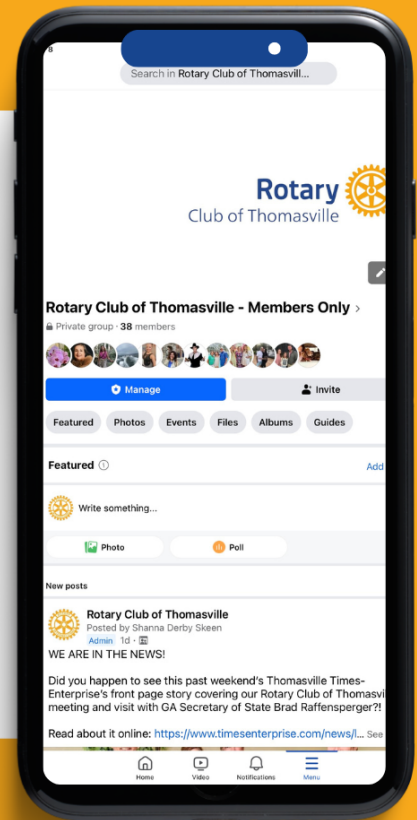 8
Search in Rotary Club of Thomasvill...
Rotary
Club of Thomasville
Rotary Club of Thomasville - Members Only >
Private group · 38 members
Manage
Invite
Featured
Photos
Events
Files
Albums
Guides
Featured
Add
Write something...
Photo
Poll
New posts
Rotary Club of Thomasville
Posted by Shanna Derby Skeen
Admin 1d ·
WE ARE IN THE NEWS!
Did you happen to see this past weekend's Thomasville Times-
Enterprise's front page story covering our Rotary Club of Thomasvi
meeting and visit with GA Secretary of State Brad Raffensperger?!
Read about it online: https://www.timesenterprise.com/news/l... See
Home
Video
Notifications
Menu